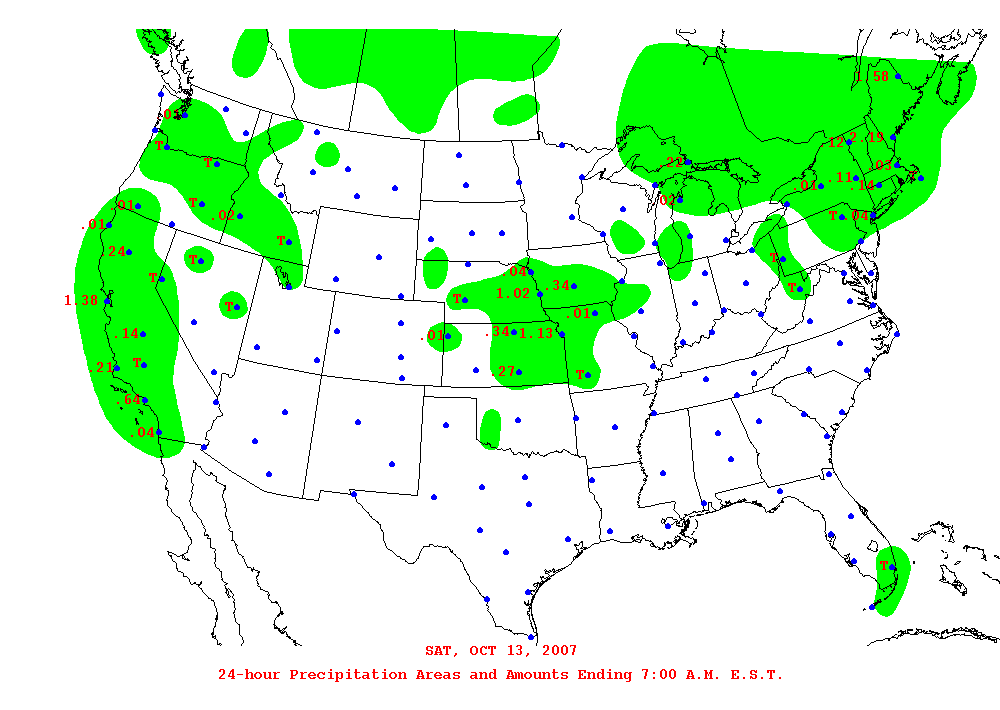 1.58
.12 2.19
.05
T
.22
.03
T
.01 .11 .14
T .02
.01
.02
T .04
.01
T
.24
T
T
.04
T
.34
T
1.02
1.38
T
T
.01
.14
.01
.34 1.13
T
.21
.27
T
.64
.04
T
SAT, OCT 13, 2007
24-hour Precipitation Areas and Amounts Ending 7:00 A.M. E.S.T.